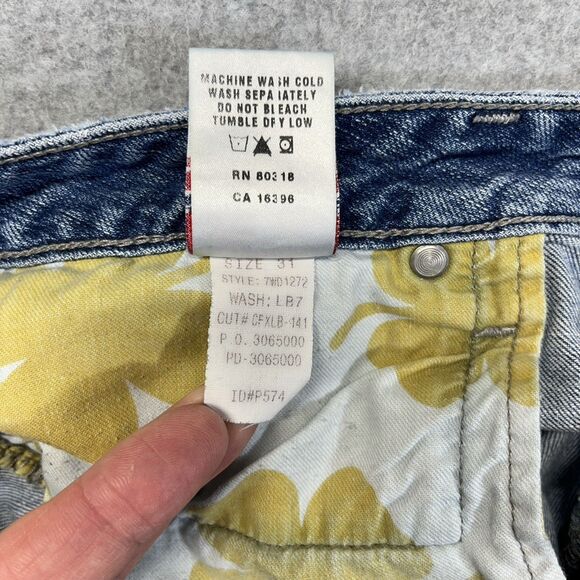 MACHINE WASH COLD
WASH SEPARATELY
DO NOT BLEACH
TUMBLE DRY LOW
RN 80318
CA 16396
SIZE 31
STYLE: 7WD1272
WASH: LB7
CUT# CFXLB-141
P.O. 3065000
PD-3065000
ID#P574